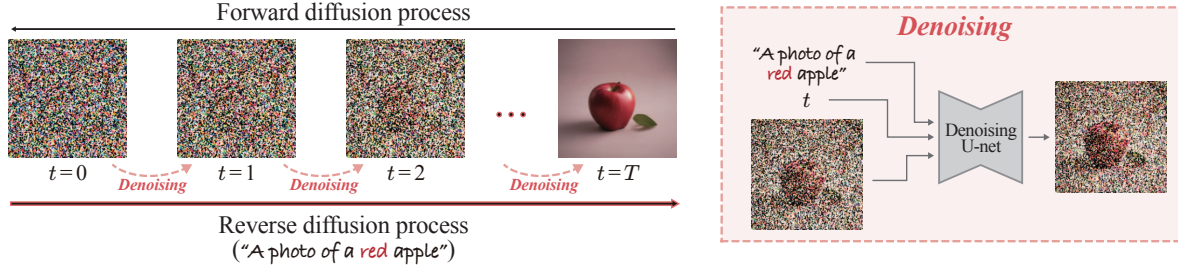 Forward diffusion process
t = 0
t = 1
t = 2
t = T
Denoising
Denoising
Denoising
Reverse diffusion process
(“A photo of a red apple”)
Denoising
“A photo of a
red apple”
t
Denoising
U-net